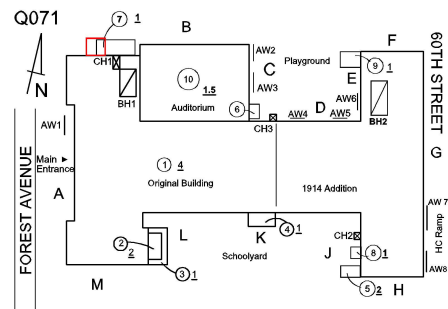 Q071
N
7 1
B
F
CH1
BH1
10
1.5
Auditorium
AW2
AW3
C
Playground
9 1
E
AW6
6
CH3
AW4
D
AW5
BH2
60TH STREET
G
AW1
Main ►
Entrance
A
FOREST AVENUE
1 4
Original Building
1914 Addition
AW 7
HC Ramp
AW8
2
2
3 1
L
K
4 1
Schoolyard
CH2
J
8 1
5 2
H
M